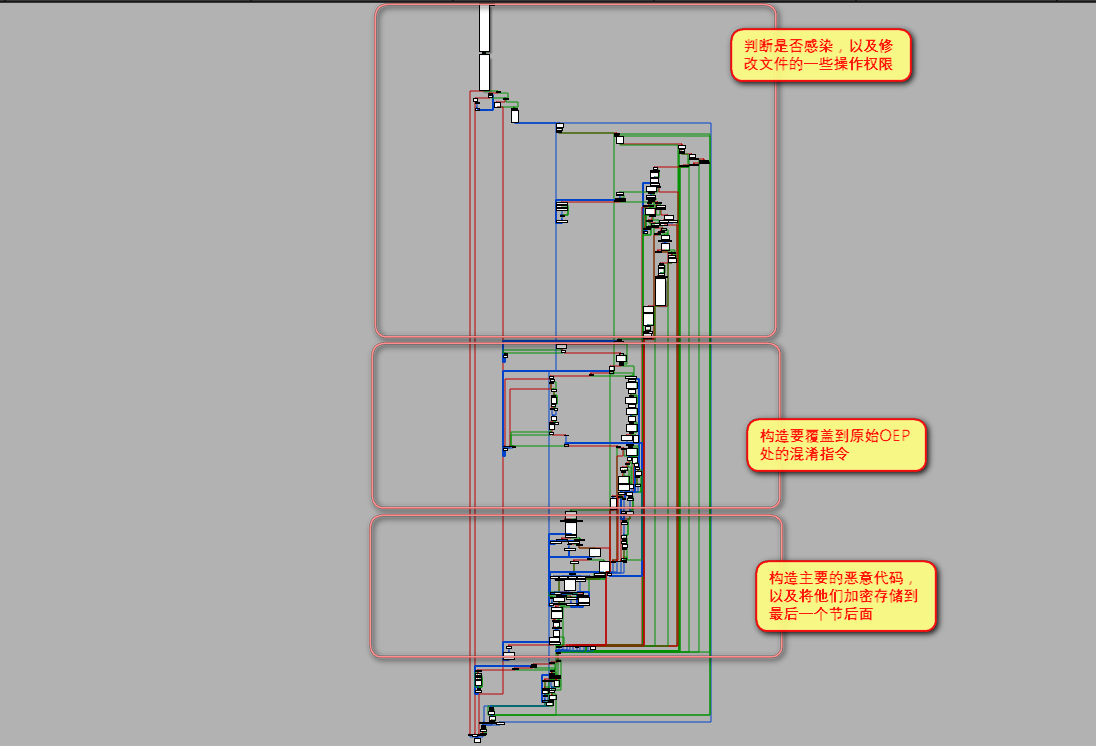 判断是否感染，以及修
改文件的一些操作权限
构造要覆盖到原始OEP
处的混淆指令
构造主要的恶意代码，
以及将他们加密存储到
最后一个节后面